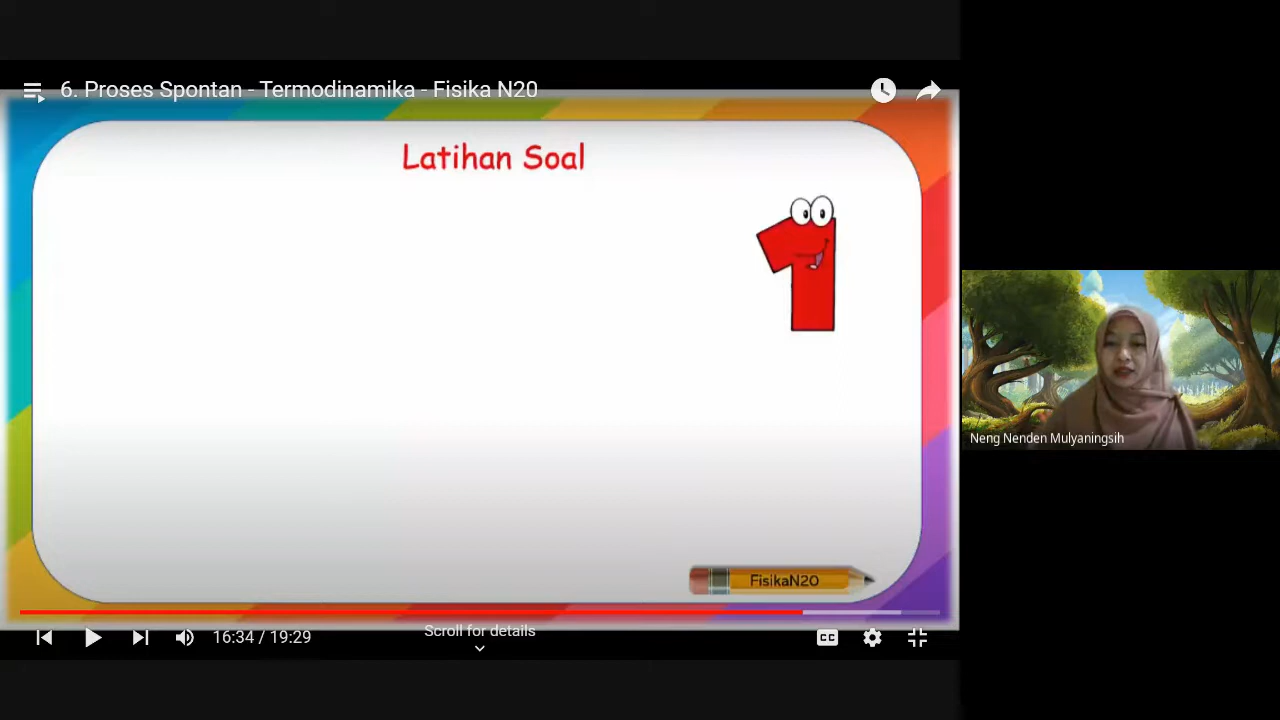 6. Proses Spontan - Termodinamika - Fisika N20
Latihan Soal
1
FisikaN20
16:34 / 19:29
Scroll for details
CC
Neng Nenden Mulyaningsih